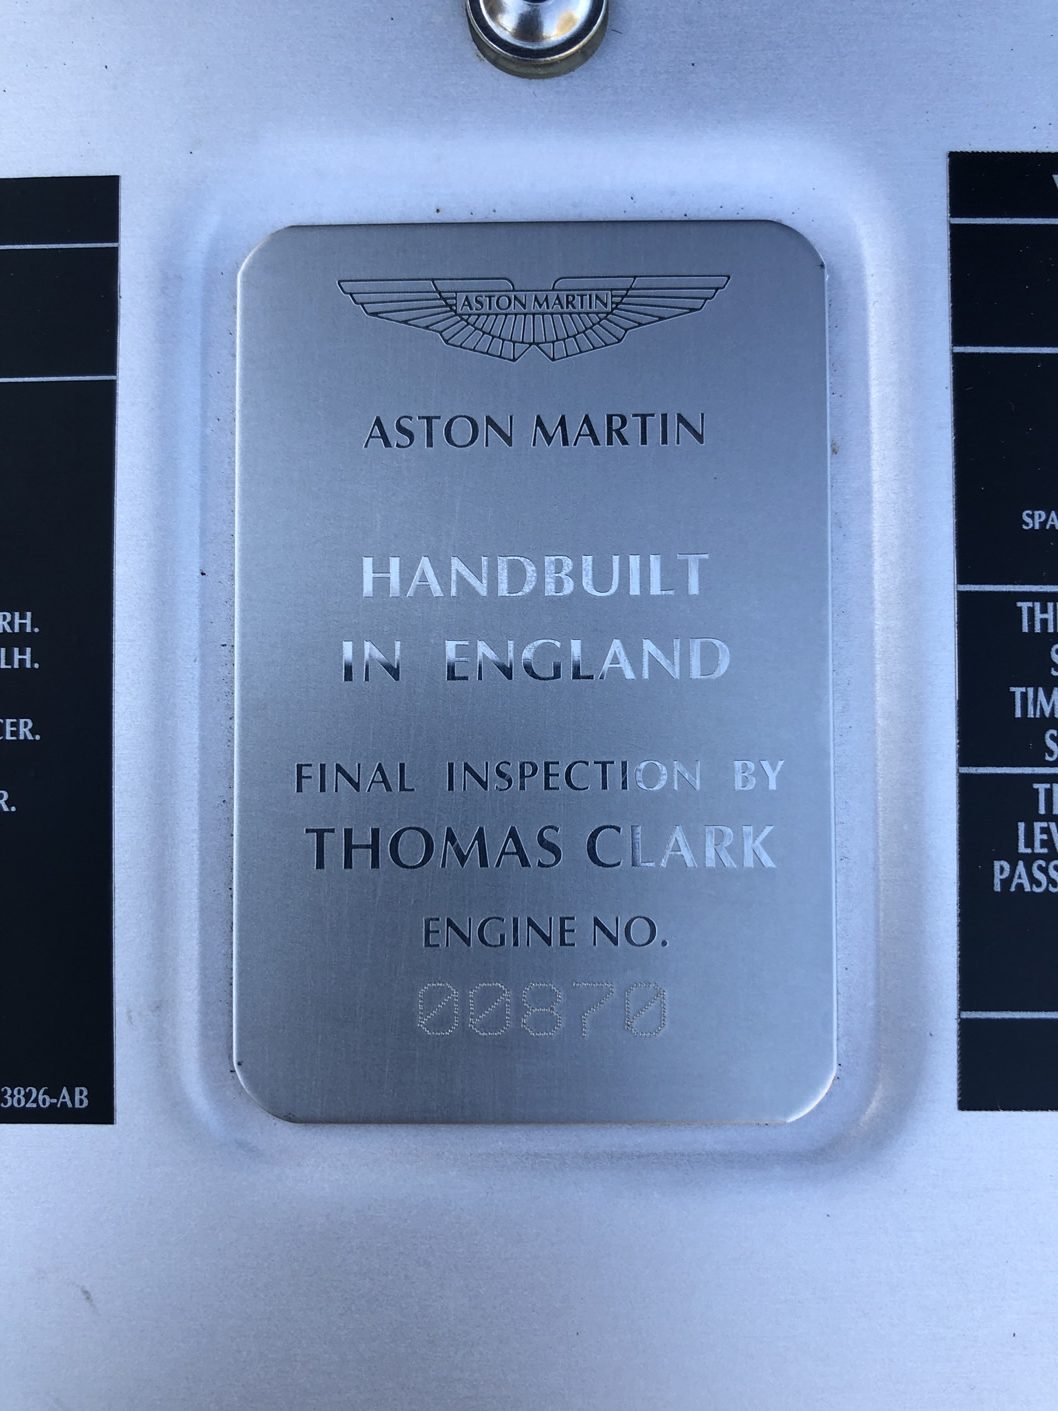 ASTON MARTIN
ASTON MARTIN
HANDBUILT
IN ENGLAND
FINAL INSPECTION BY
THOMAS CLARK
ENGINE NO.
00870
RH.
LH.
CER.
R.
3826-AB
SPA
TH
S
TIM
S
T
LEV
PASS